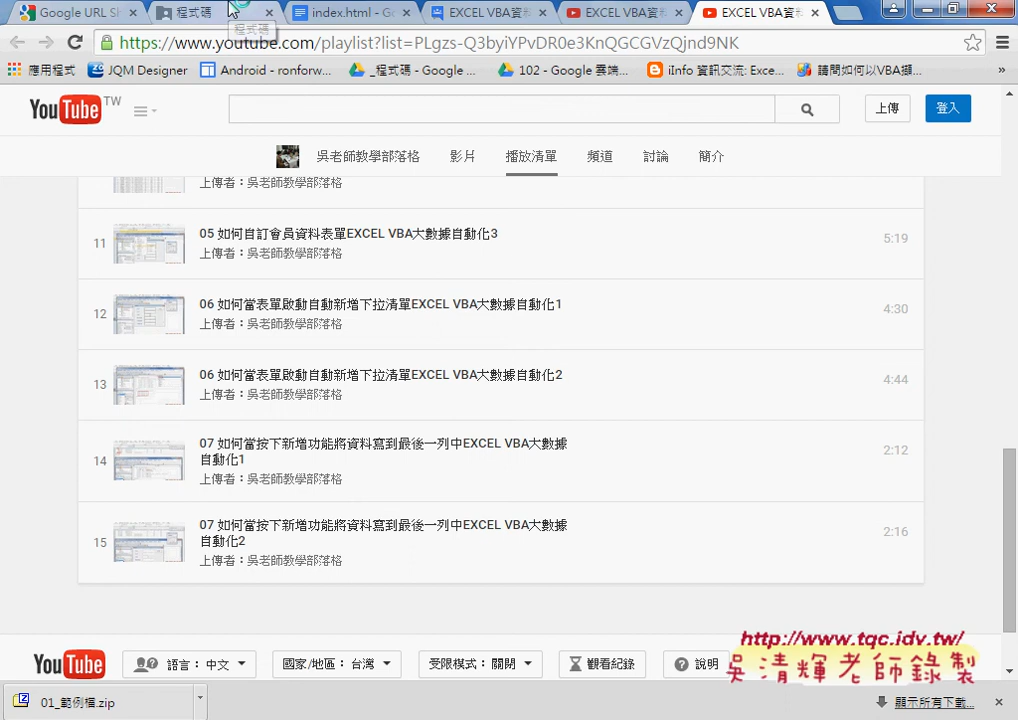 Google URL Sh
程式碼
index.html - Go
EXCEL VBA資料
EXCEL VBA資料
EXCEL VBA資料
程式碼
https://www.youtube.com/playlist?list=PLgzs-Q3byiYPvDR0e3KnQGCGVzQjnd9NK
應用程式
JQM Designer
Android - ronforw...
_程式碼 - Google ...
102 - Google 雲端...
iInfo 資訊交流: Exce...
請問如何以VBA擷...
»
YouTube TW
上傳
登入
吳老師教學部落格
影片
播放清單
頻道
討論
簡介
上傳者：吳老師教學部落格
11
05 如何自訂會員資料表單EXCEL VBA大數據自動化3
5:19
上傳者：吳老師教學部落格
12
06 如何當表單啟動自動新增下拉清單EXCEL VBA大數據自動化1
4:30
上傳者：吳老師教學部落格
13
06 如何當表單啟動自動新增下拉清單EXCEL VBA大數據自動化2
4:44
上傳者：吳老師教學部落格
14
07 如何當按下新增功能將資料寫到最後一列中EXCEL VBA大數據
自動化1
2:12
上傳者：吳老師教學部落格
15
07 如何當按下新增功能將資料寫到最後一列中EXCEL VBA大數據
自動化2
2:16
上傳者：吳老師教學部落格
YouTube
語言：中文
國家/地區：台灣
受限模式：關閉
觀看紀錄
說明
http://www.tqc.idv.tw/
吳清輝老師錄製
01_範例檔.zip
顯示所有下載...